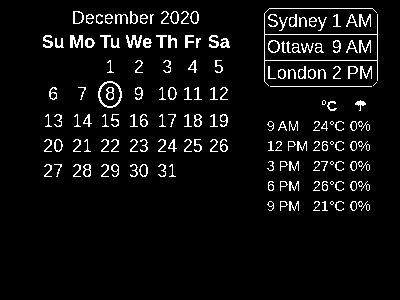 December 2020
Su Mo Tu We Th Fr Sa
1 2 3 4 5
6 7 8 9 10 11 12
13 14 15 16 17 18 19
20 21 22 23 24 25 26
27 28 29 30 31
Sydney 1 AM
Ottawa 9 AM
London 2 PM
°C ☂
9 AM 24°C 0%
12 PM 26°C 0%
3 PM 27°C 0%
6 PM 26°C 0%
9 PM 21°C 0%